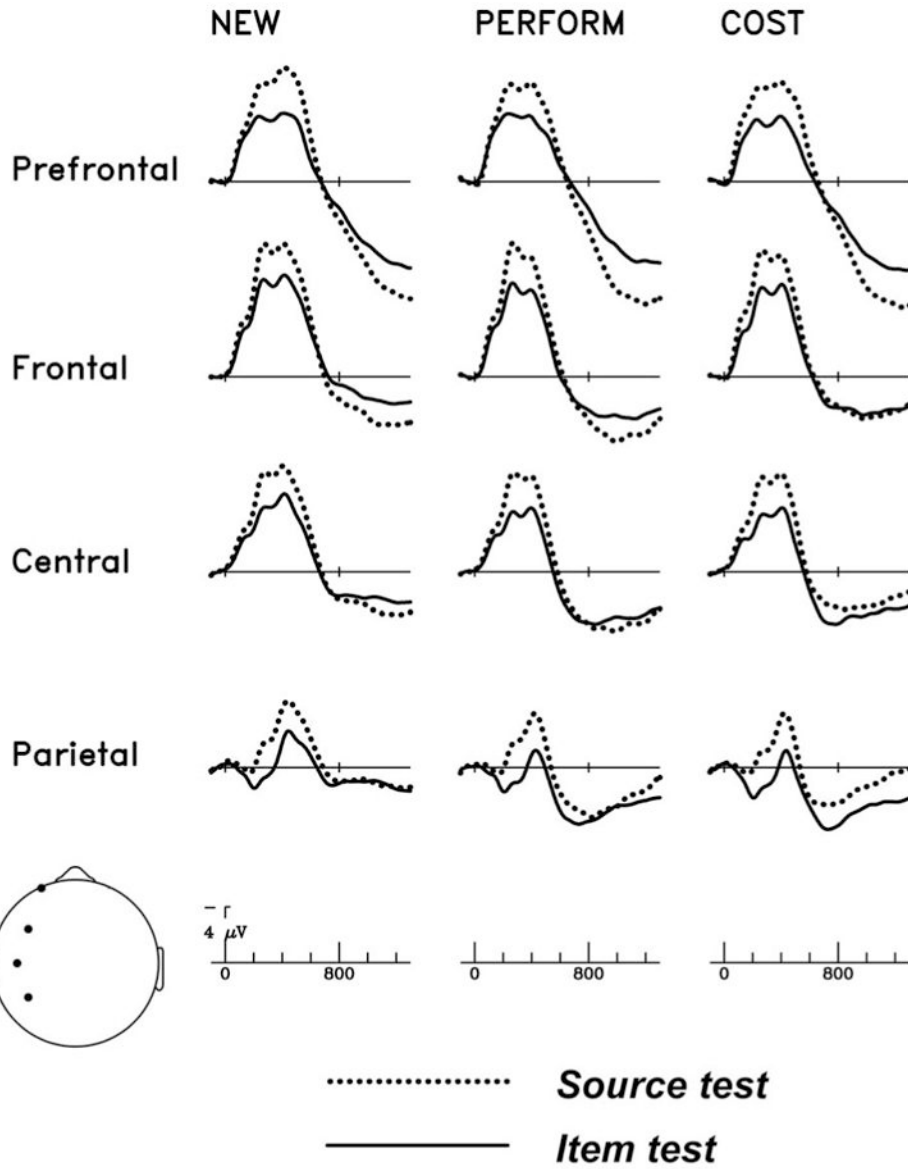 NEW PERFORM COST
Prefrontal
Frontal
Central
Parietal
4 μV
0 800 0 800 0 800
Source test
Item test